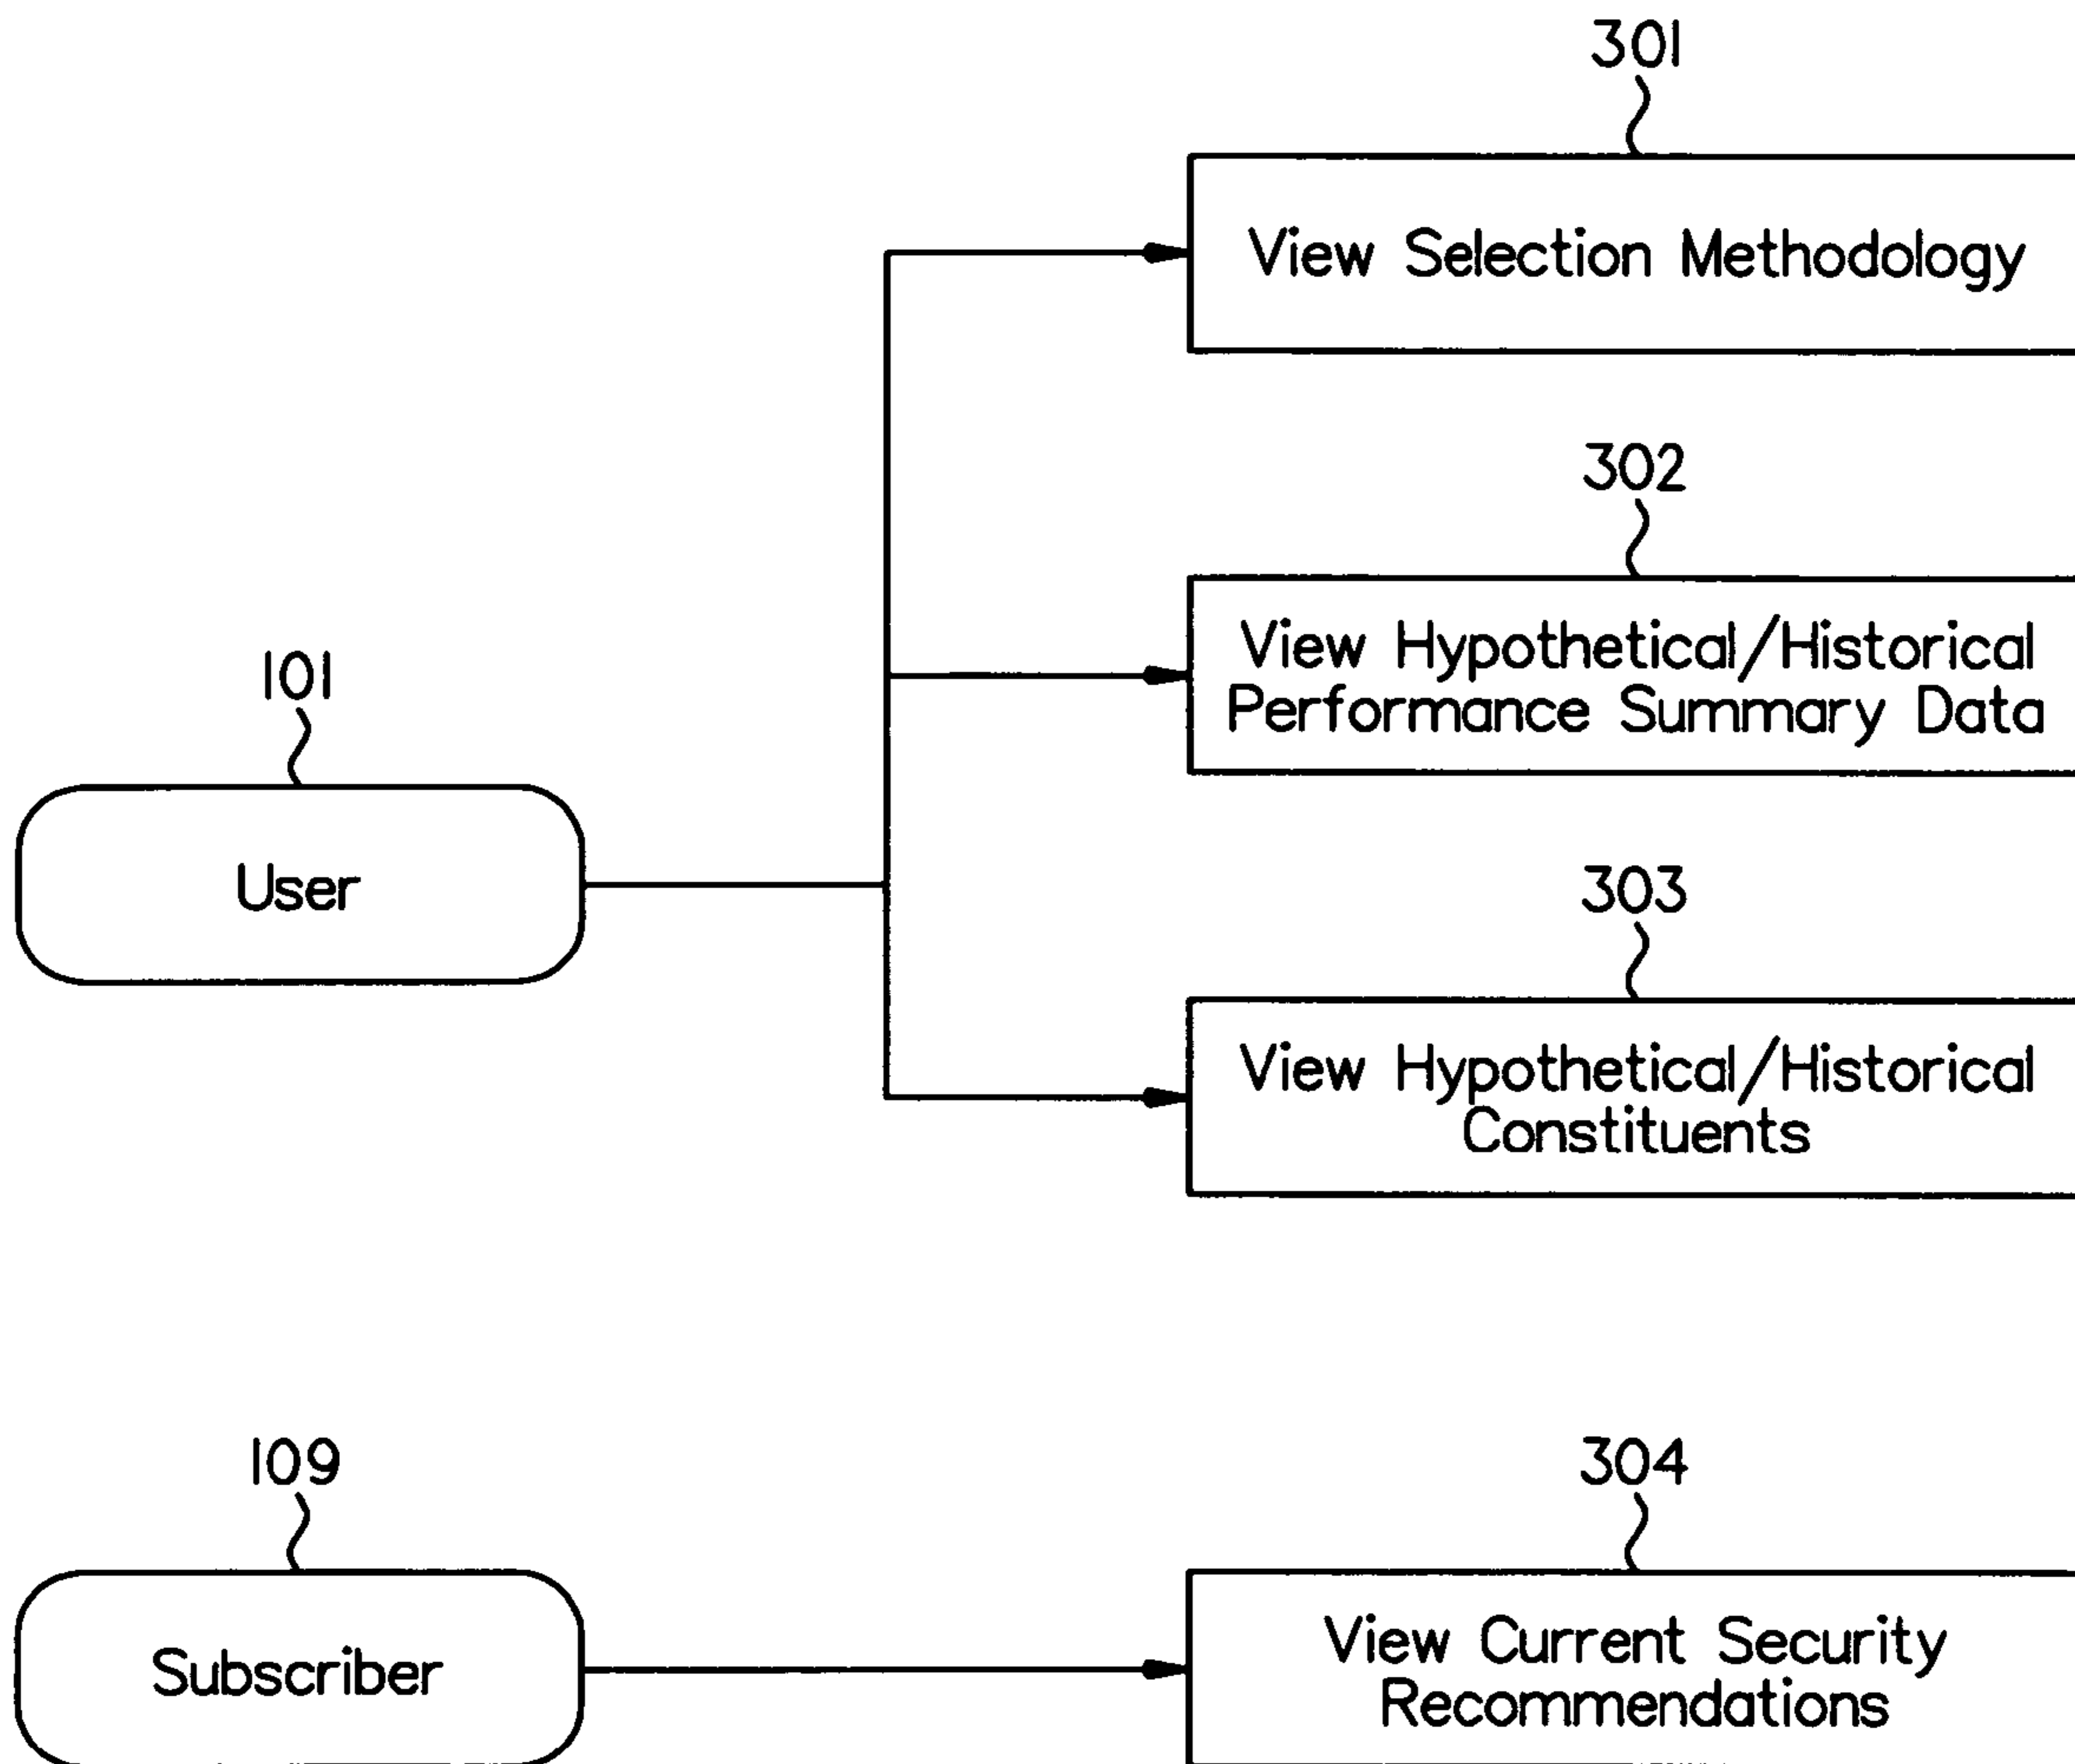 301
View Selection Methodology
302
View Hypothetical/Historical
Performance Summary Data
101
User
303
View Hypothetical/Historical
Constituents
109
Subscriber
304
View Current Security
Recommendations